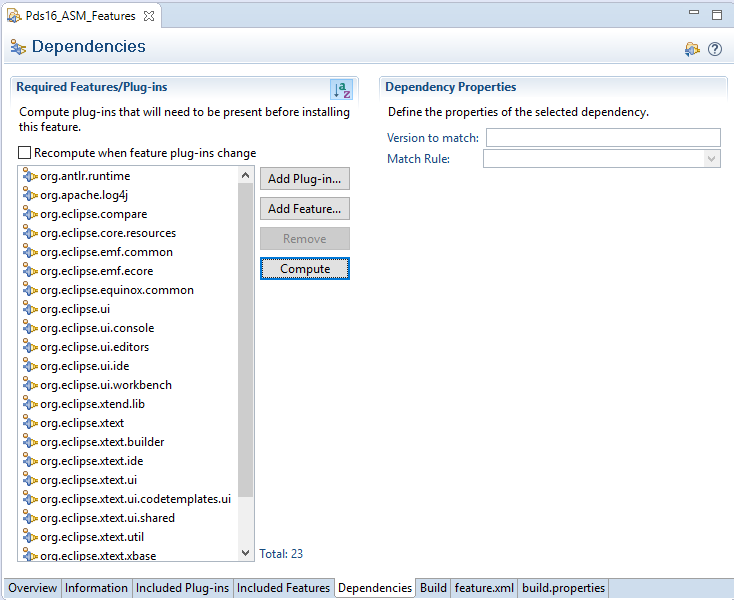 Pds16_ASM_Features
Dependencies
Required Features/Plug-ins
Compute plug-ins that will need to be present before installing
this feature.
Recompute when feature plug-ins change
org.antlr.runtime
org.apache.log4j
org.eclipse.compare
org.eclipse.core.resources
org.eclipse.emf.common
org.eclipse.emf.ecore
org.eclipse.equinox.common
org.eclipse.ui
org.eclipse.ui.console
org.eclipse.ui.editors
org.eclipse.ui.ide
org.eclipse.ui.workbench
org.eclipse.xtend.lib
org.eclipse.xtext
org.eclipse.xtext.builder
org.eclipse.xtext.ide
org.eclipse.xtext.ui
org.eclipse.xtext.ui.codetemplates.ui
org.eclipse.xtext.ui.shared
org.eclipse.xtext.util
org.eclipse.xtext.xbase
Add Plug-in...
Add Feature...
Remove
Compute
Total: 23
Dependency Properties
Define the properties of the selected dependency.
Version to match:
Match Rule:
Overview Information Included Plug-ins Included Features Dependencies Build feature.xml build.properties